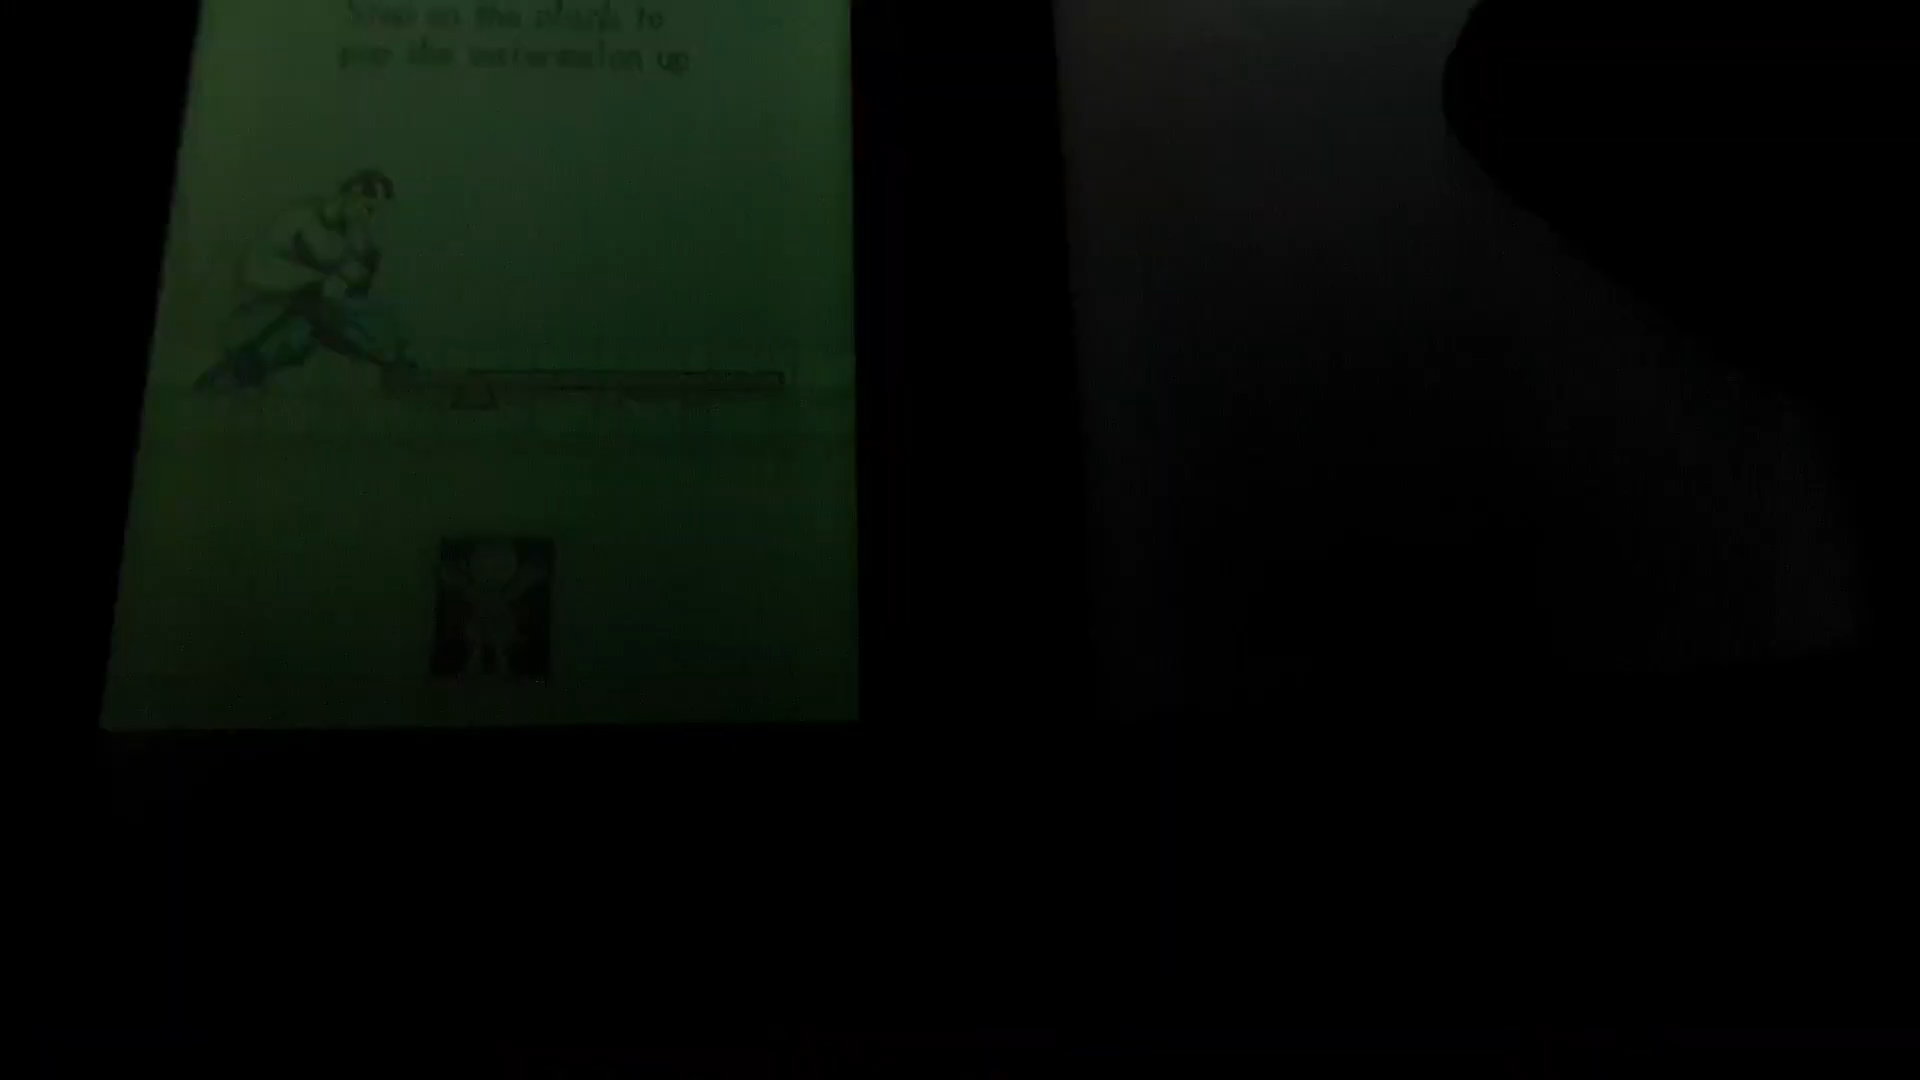 Step on the plank to
pop the watermelon up